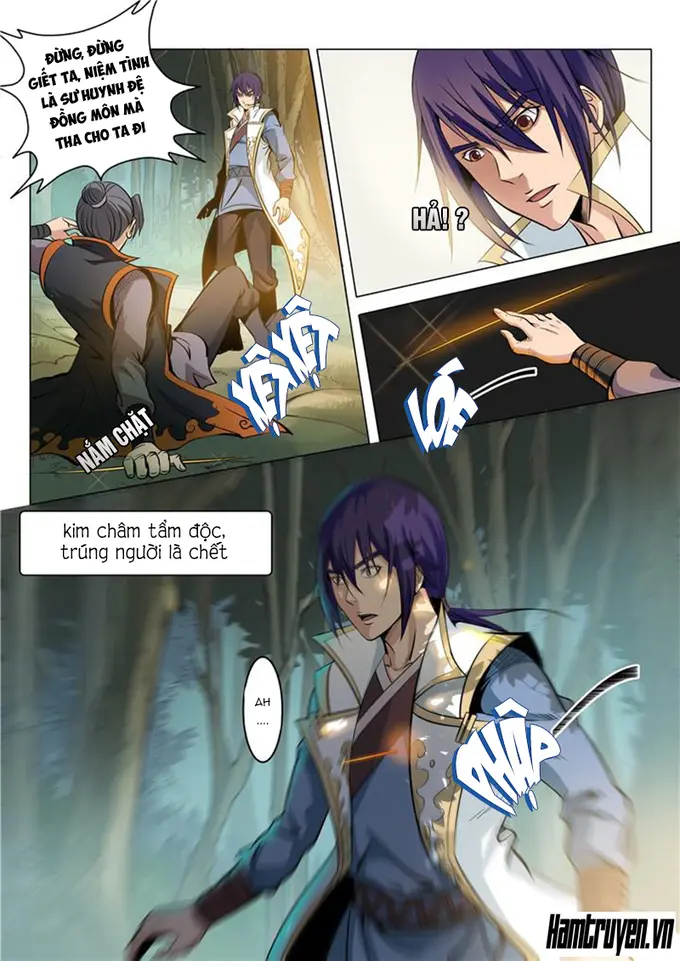 ĐỪNG, ĐỪNG
GIẾT TA, NIỆM TÌNH
LÀ SƯ HUYNH ĐỆ
ĐỒNG MÔN MÀ
THA CHO TA ĐI
HẢ! ?
XỆT XỆT
NẮM CHẶT
LOÉ
kim châm tẩm độc,
trúng người là chết
AH
....
PHẬP
Hamtruyen.vn